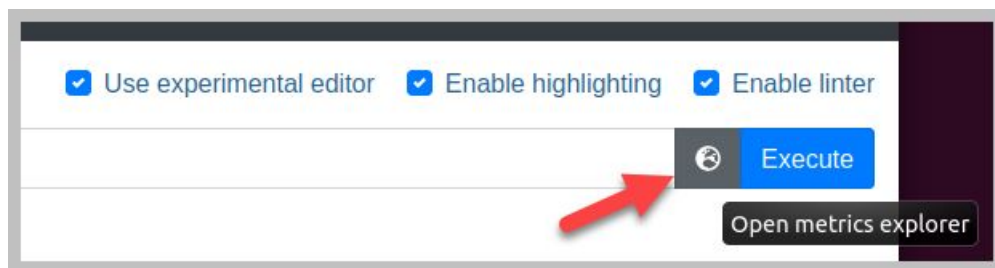 Use experimental editor Enable highlighting Enable linter
Execute
Open metrics explorer